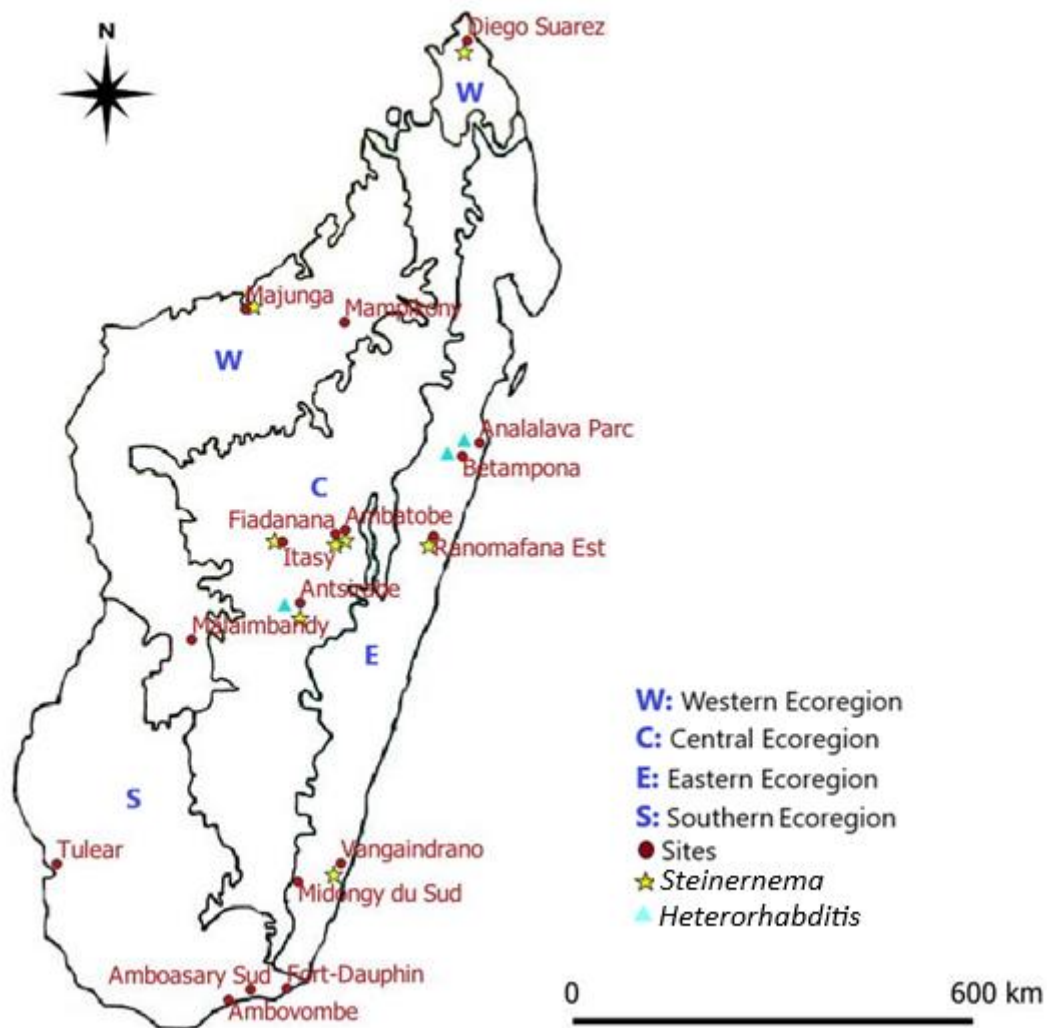 N
Diego Suarez
W
Majunga
Mampikony
W
Analalava Parc
Betampona
C
Fiadanana
Ambatobe
Itasy
Ranomafana Est
Antsirabe
Malaimbandy
E
W: Western Ecoregion
C: Central Ecoregion
E: Eastern Ecoregion
S: Southern Ecoregion
Sites
Steinernema
Heterorhabditis
S
Tulear
Vangaindrano
Midongy du Sud
Amboasary Sud
Fort-Dauphin
Ambovombe
0
600 km